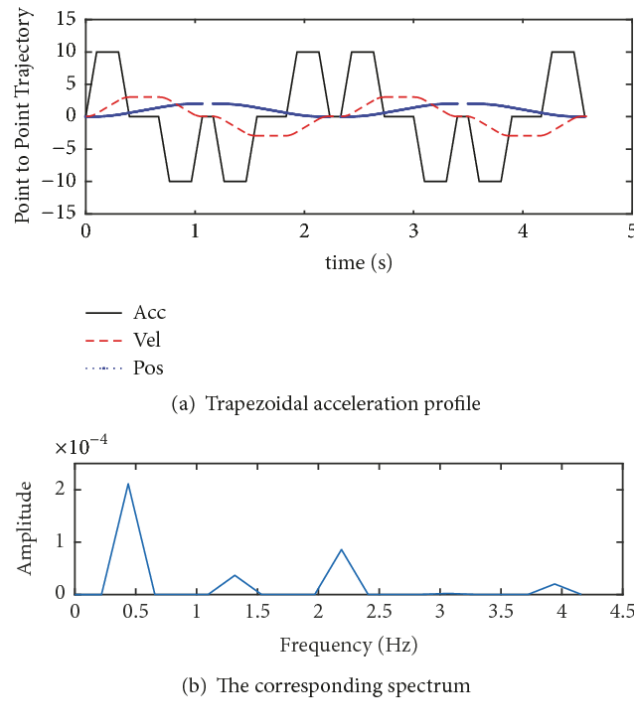 15
10
5
0
−5
−10
−15
Point to Point Trajectory
0 1 2 3 4 5
time (s)
Acc
Vel
Pos
(a) Trapezoidal acceleration profile
×10⁻⁴
2
1
0
Amplitude
0 0.5 1 1.5 2 2.5 3 3.5 4 4.5
Frequency (Hz)
(b) The corresponding spectrum